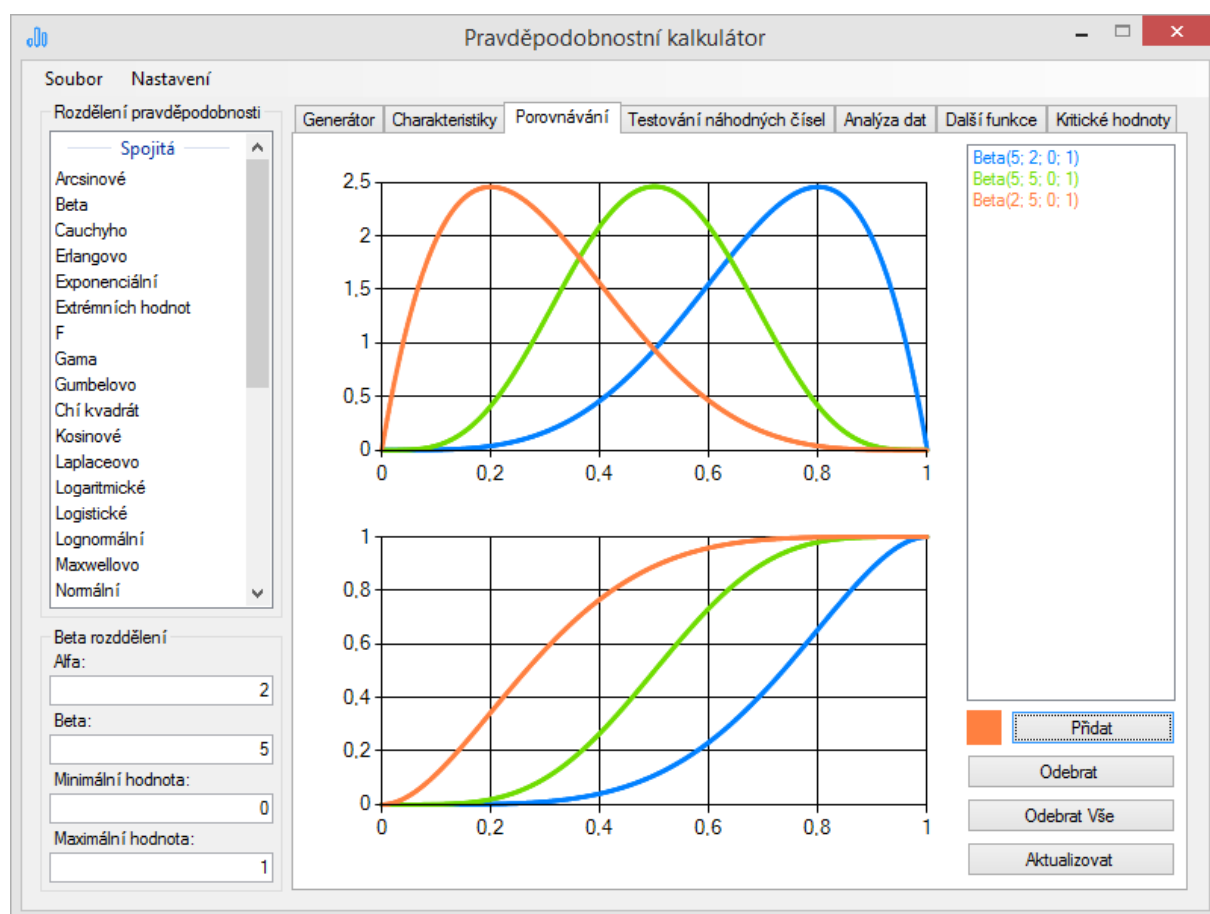 Pravděpodobnostní kalkulátor
Soubor Nastavení
Rozdělení pravděpodobnosti
Spojitá
Arcsinové
Beta
Cauchyho
Erlangovo
Exponenciální
Extrémních hodnot
F
Gama
Gumbelovo
Chí kvadrát
Kosinové
Laplaceovo
Logaritmické
Logistické
Lognormální
Maxwellovo
Normální
Beta rozddělení
Alfa:
2
Beta:
5
Minimální hodnota:
0
Maximální hodnota:
1
Generátor Charakteristiky Porovnávání Testování náhodných čísel Analýza dat Další funkce Kritické hodnoty
2,5
2
1,5
1
0,5
0
0 0,2 0,4 0,6 0,8 1
1
0,8
0,6
0,4
0,2
0
0 0,2 0,4 0,6 0,8 1
Beta(5; 2; 0; 1)
Beta(5; 5; 0; 1)
Beta(2; 5; 0; 1)
Přidat
Odebrat
Odebrat Vše
Aktualizovat